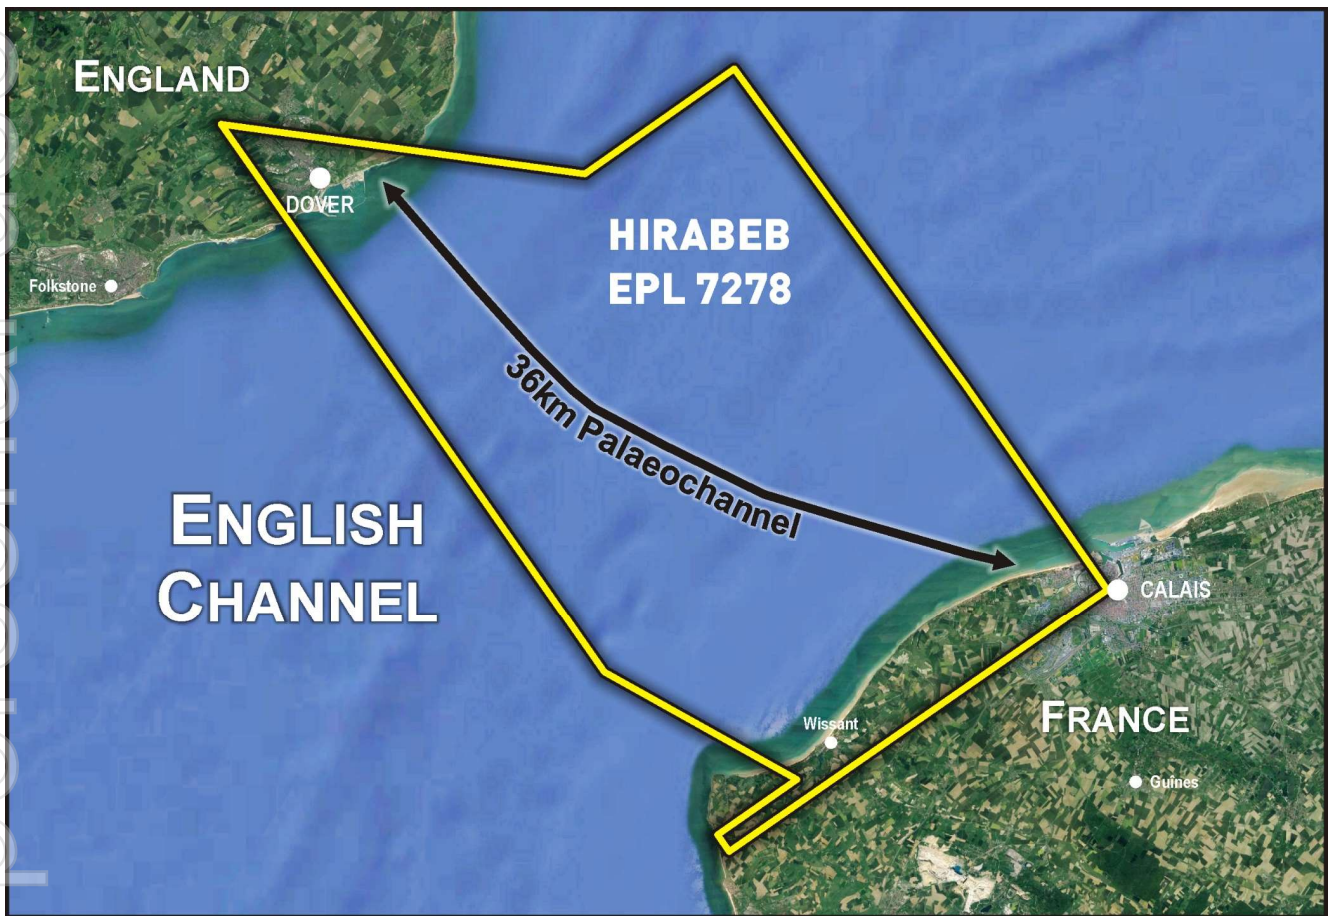 ENGLAND
DOVER
Folkstone
HIRABEB
EPL 7278
36km Palaeochannel
ENGLISH
CHANNEL
CALAIS
Wissant
FRANCE
Guines